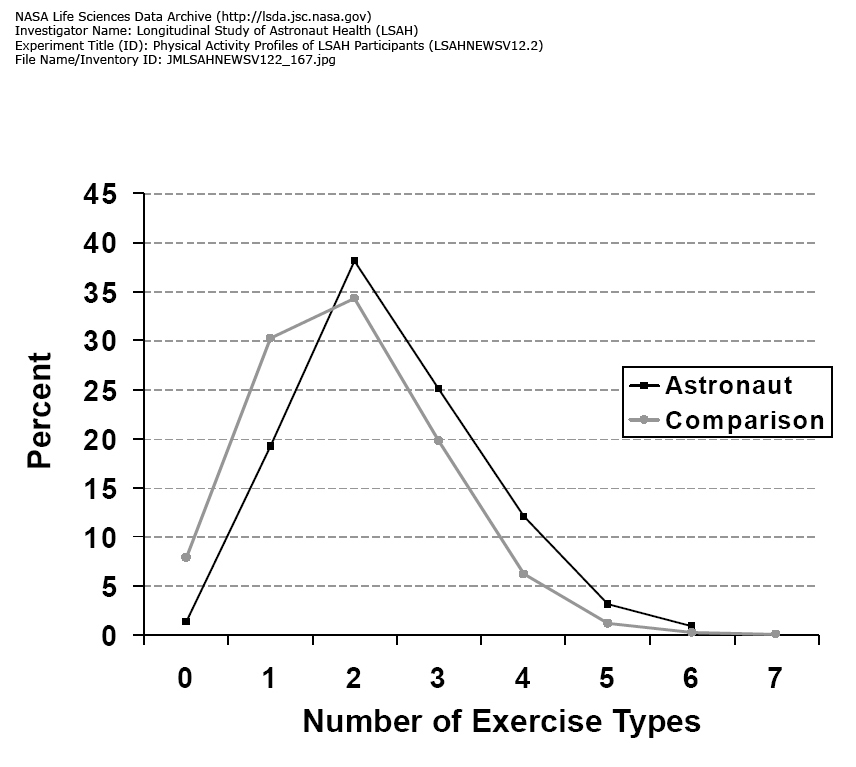 NASA Life Sciences Data Archive (http://lsda.jsc.nasa.gov)
Investigator Name: Longitudinal Study of Astronaut Health (LSAH)
Experiment Title (ID): Physical Activity Profiles of LSAH Participants (LSAHNEWSV12.2)
File Name/Inventory ID: JMLSAHNEWSV122_167.jpg
45
40
35
30
25
20
15
10
5
0
Percent
Astronaut
Comparison
0 1 2 3 4 5 6 7
Number of Exercise Types